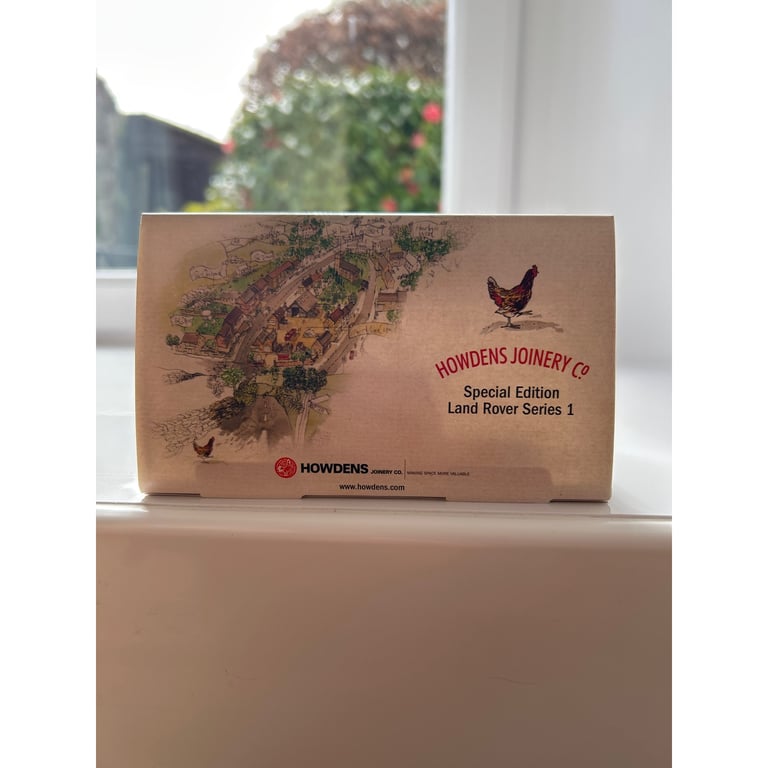 HOWDENS JOINERY Co
Special Edition
Land Rover Series 1
HOWDENS JOINERY CO. MAKING SPACE MORE VALUABLE
www.howdens.com